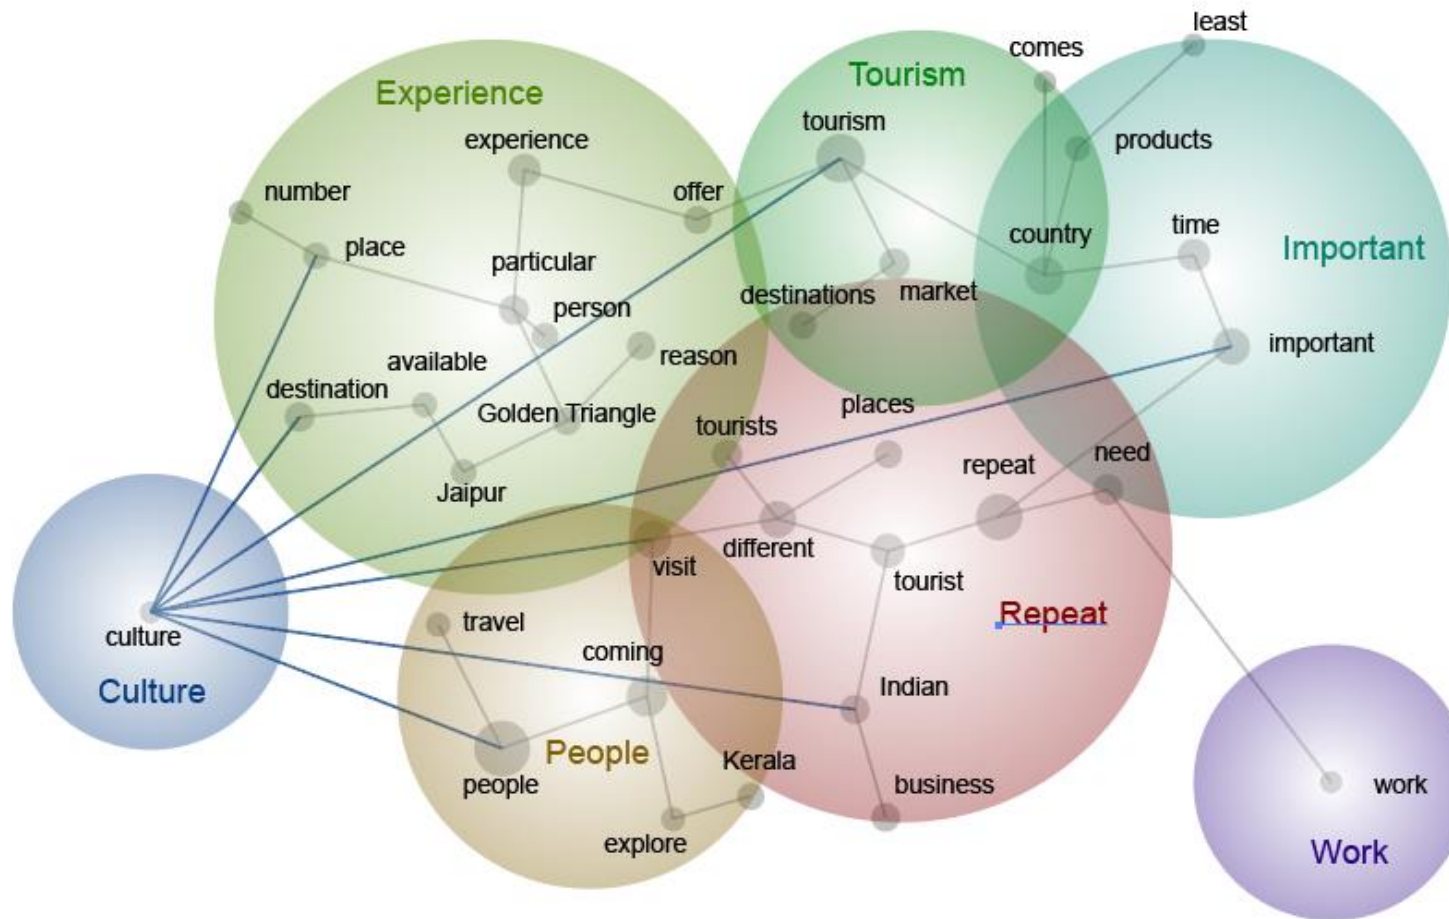 least
comes
Tourism
Experience
tourism
experience
products
number
offer
time
country
place
Important
particular
destinations
market
person
important
reason
available
destination
Golden Triangle
places
tourists
repeat
need
Jaipur
different
visit
tourist
Repeat
travel
culture
coming
Culture
Indian
People
Kerala
people
business
work
explore
Work